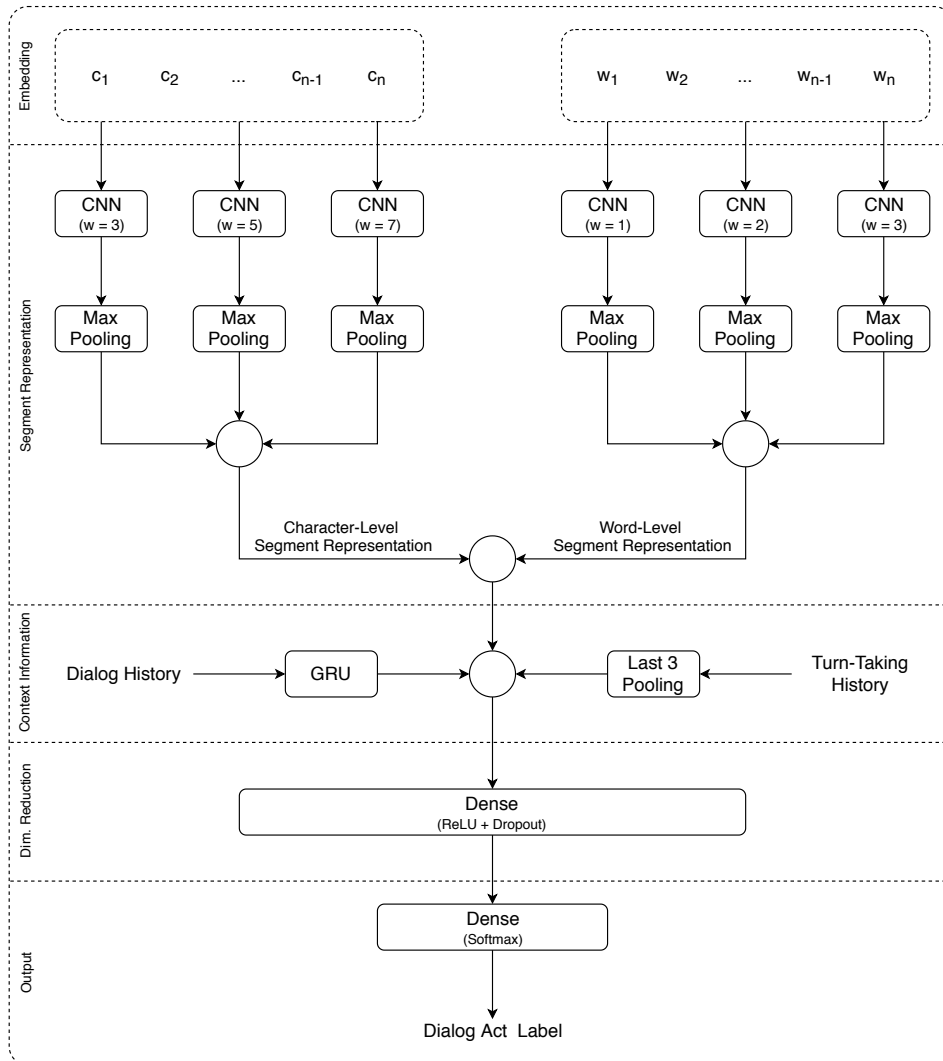 Embedding
c1 c2 ... cn-1 cn
w1 w2 ... wn-1 wn
Segment Representation
CNN
(w = 3)
CNN
(w = 5)
CNN
(w = 7)
CNN
(w = 1)
CNN
(w = 2)
CNN
(w = 3)
Max
Pooling
Max
Pooling
Max
Pooling
Max
Pooling
Max
Pooling
Max
Pooling
Character-Level
Segment Representation
Word-Level
Segment Representation
Context Information
Dialog History
GRU
Last 3
Pooling
Turn-Taking
History
Dim. Reduction
Dense
(ReLU + Dropout)
Output
Dense
(Softmax)
Dialog Act Label